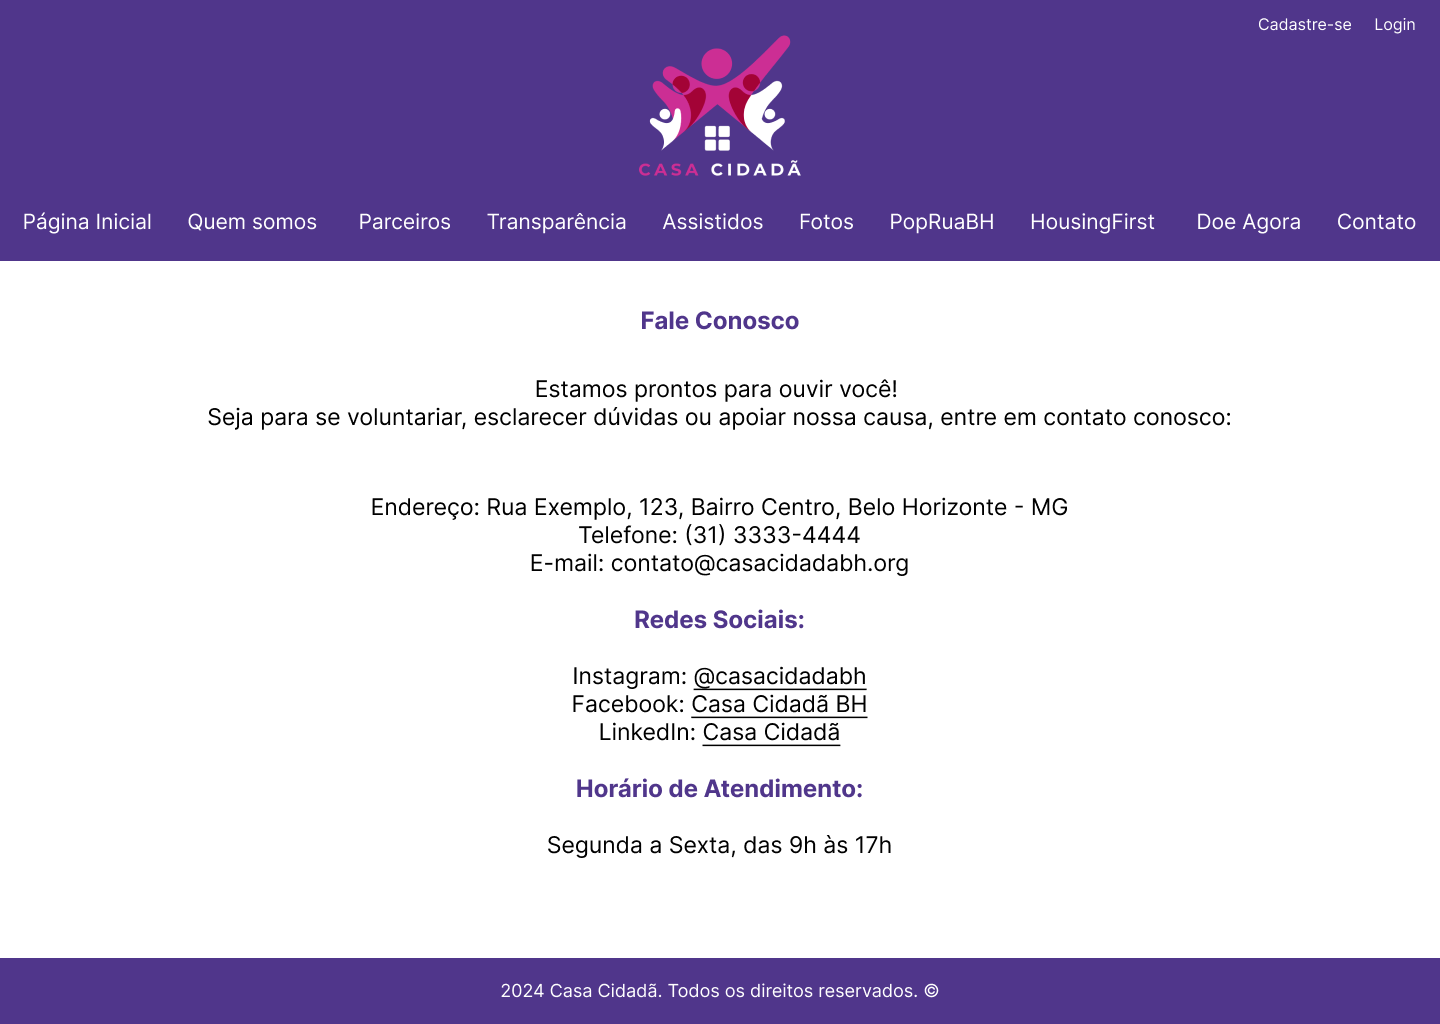 Cadastre-se Login
CASA CIDADÃ
Página Inicial Quem somos Parceiros Transparência Assistidos Fotos PopRuaBH HousingFirst Doe Agora Contato
Fale Conosco
Estamos prontos para ouvir você!
Seja para se voluntariar, esclarecer dúvidas ou apoiar nossa causa, entre em contato conosco:
Endereço: Rua Exemplo, 123, Bairro Centro, Belo Horizonte - MG
Telefone: (31) 3333-4444
E-mail: contato@casacidadabh.org
Redes Sociais:
Instagram: @casacidadabh
Facebook: Casa Cidadã BH
LinkedIn: Casa Cidadã
Horário de Atendimento:
Segunda a Sexta, das 9h às 17h
2024 Casa Cidadã. Todos os direitos reservados. ©